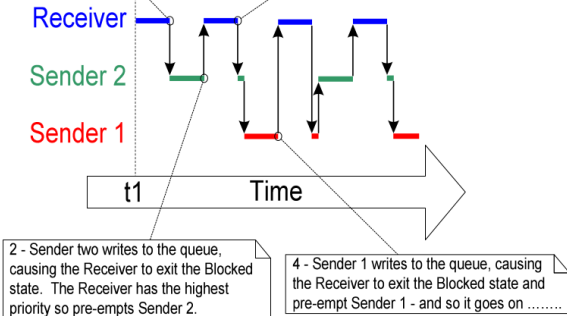 Receiver
Sender 2
Sender 1
t1
Time
2 - Sender two writes to the queue,
causing the Receiver to exit the Blocked
state. The Receiver has the highest
priority so pre-empts Sender 2.
4 - Sender 1 writes to the queue, causing
the Receiver to exit the Blocked state and
pre-empt Sender 1 - and so it goes on ........